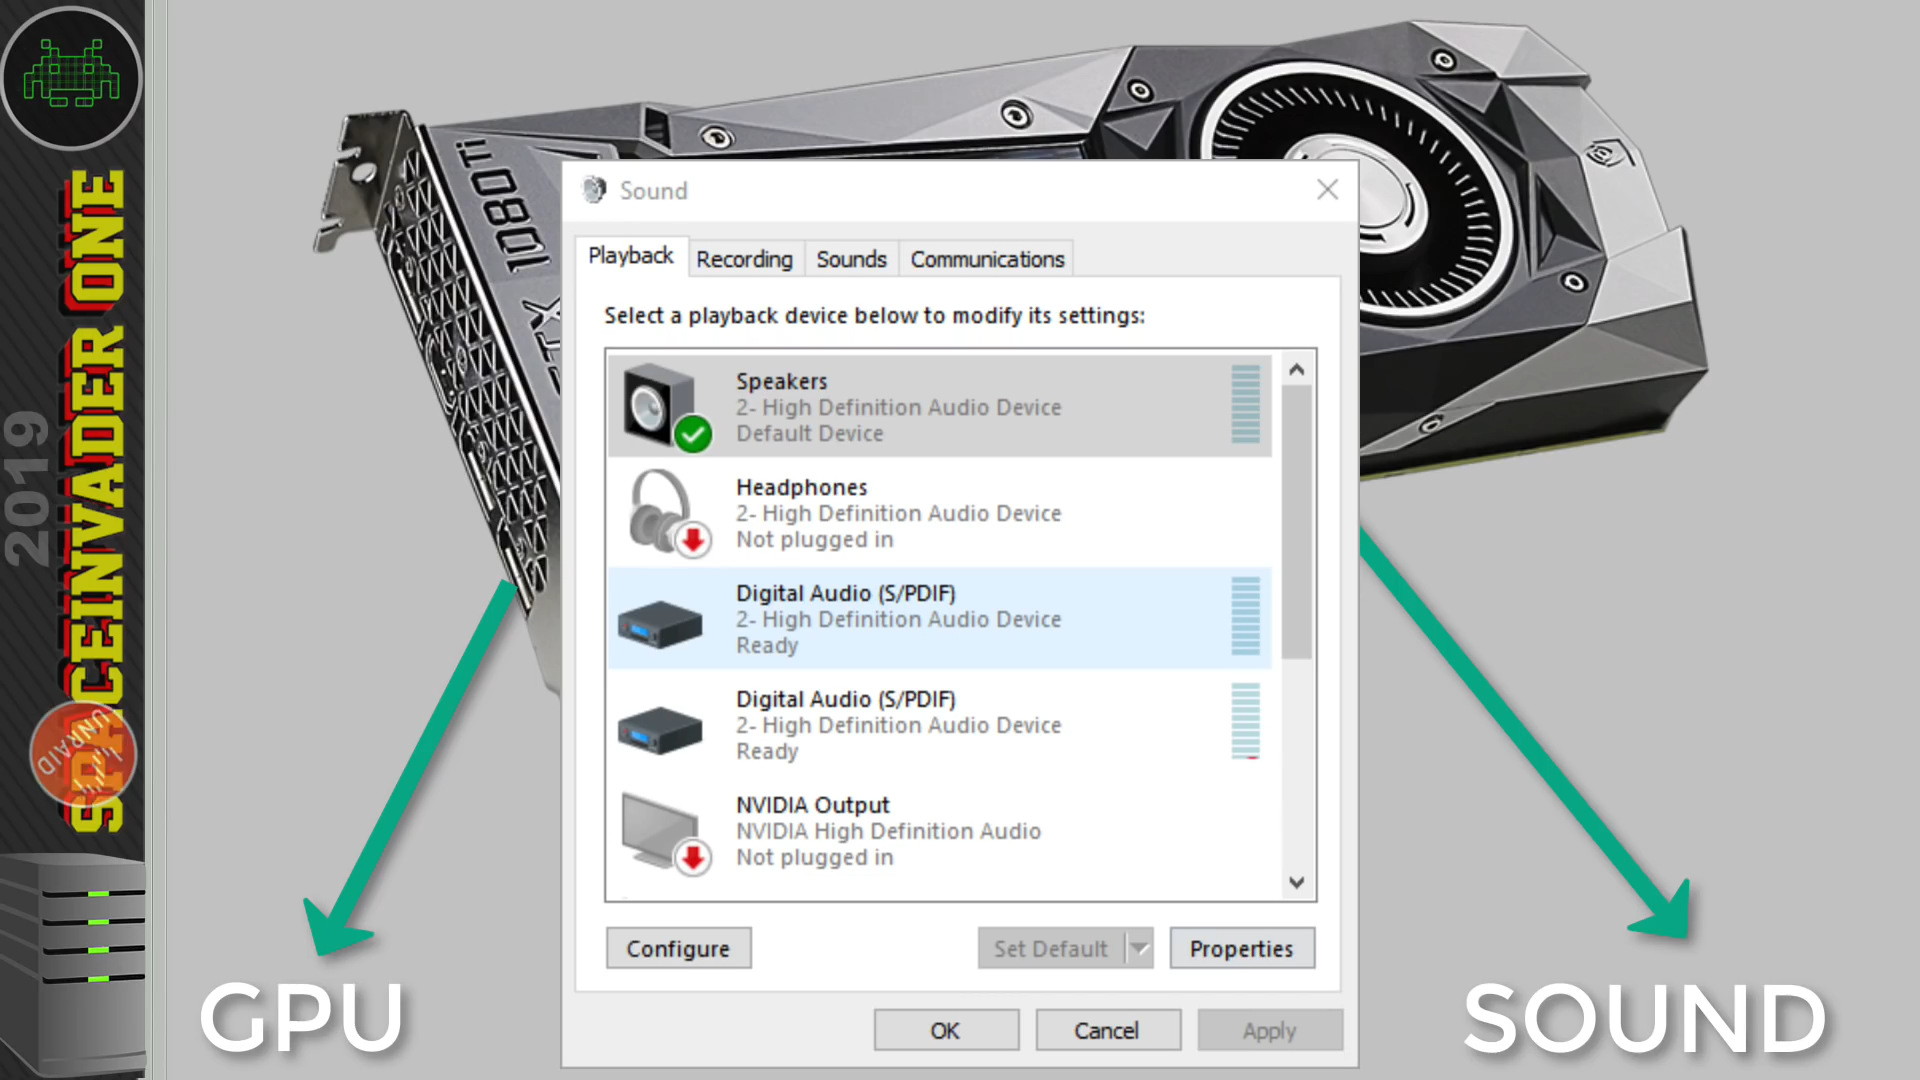 SPACEINVADER ONE
2019
UNRAID
1080Ti
Sound
Playback
Recording
Sounds
Communications
Select a playback device below to modify its settings:
Speakers
2- High Definition Audio Device
Default Device
Headphones
2- High Definition Audio Device
Not plugged in
Digital Audio (S/PDIF)
2- High Definition Audio Device
Ready
Digital Audio (S/PDIF)
2- High Definition Audio Device
Ready
NVIDIA Output
NVIDIA High Definition Audio
Not plugged in
Configure
Set Default
Properties
OK
Cancel
Apply
GPU
SOUND